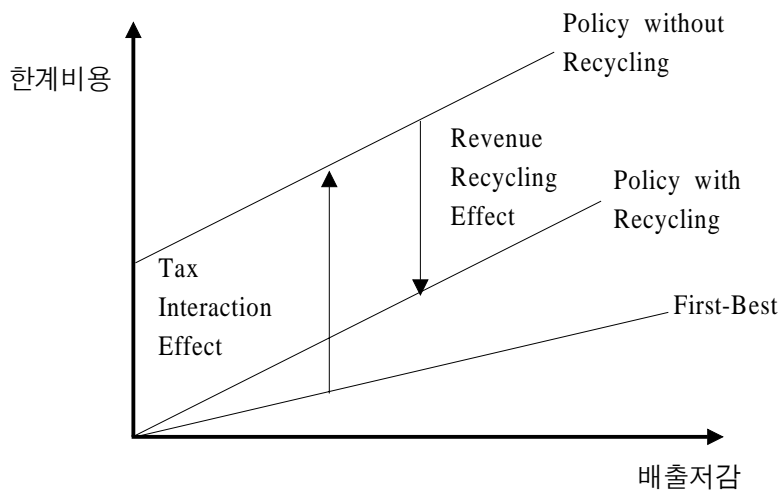 Policy without
Recycling
한계비용
Revenue
Recycling
Effect
Policy with
Recycling
Tax
Interaction
Effect
First-Best
배출저감